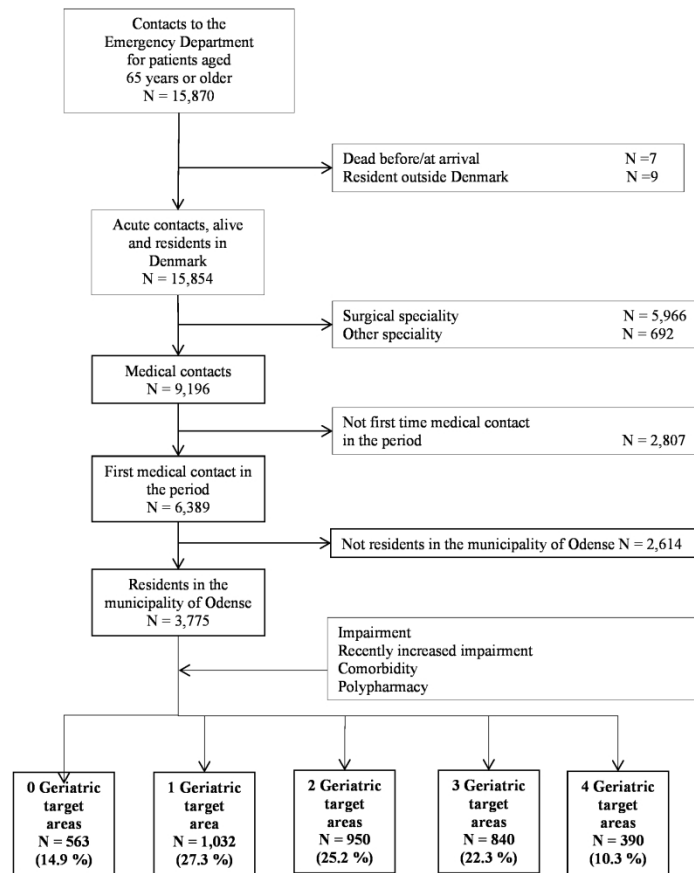 Contacts to the
Emergency Department
for patients aged
65 years or older
N = 15,870
Dead before/at arrival N =7
Resident outside Denmark N =9
Acute contacts, alive
and residents in
Denmark
N = 15,854
Surgical speciality N = 5,966
Other speciality N = 692
Medical contacts
N = 9,196
Not first time medical contact
in the period N = 2,807
First medical contact in
the period
N = 6,389
Not residents in the municipality of Odense N = 2,614
Residents in the
municipality of Odense
N = 3,775
Impairment
Recently increased impairment
Comorbidity
Polypharmacy
0 Geriatric
target
areas
N = 563
(14.9 %)
1 Geriatric
target
area
N = 1,032
(27.3 %)
2 Geriatric
target
areas
N = 950
(25.2 %)
3 Geriatric
target
areas
N = 840
(22.3 %)
4 Geriatric
target
areas
N = 390
(10.3 %)